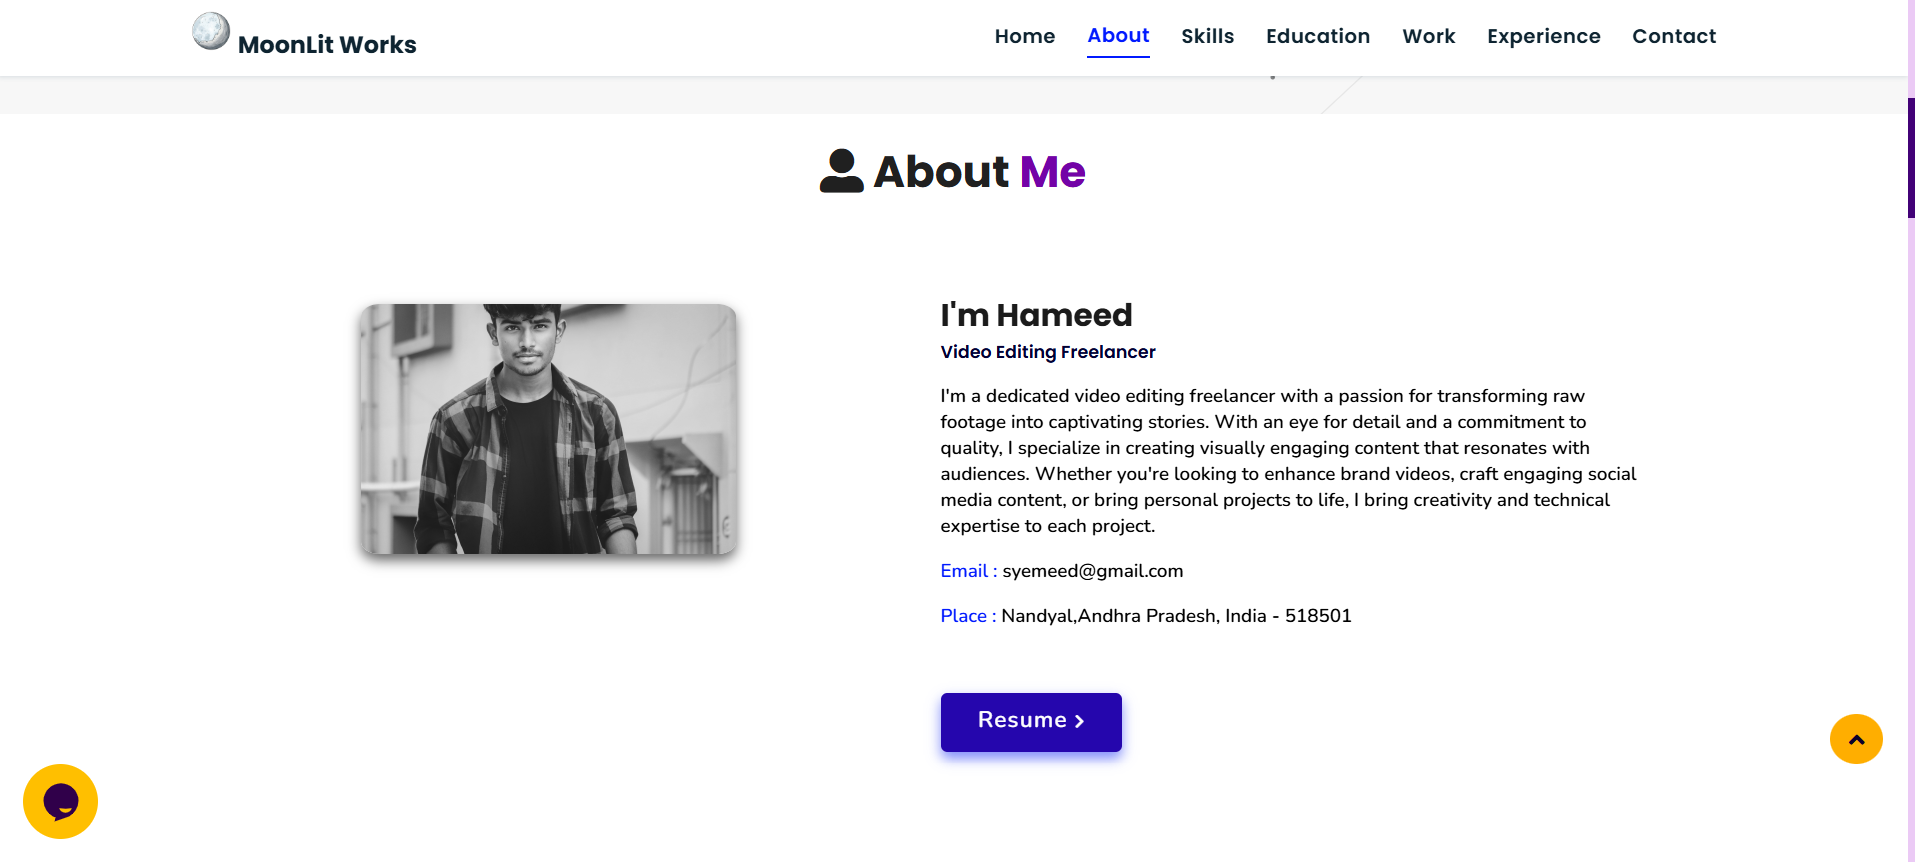 MoonLit Works
Home About Skills Education Work Experience Contact
About Me
I'm Hameed
Video Editing Freelancer
I'm a dedicated video editing freelancer with a passion for transforming raw
footage into captivating stories. With an eye for detail and a commitment to
quality, I specialize in creating visually engaging content that resonates with
audiences. Whether you're looking to enhance brand videos, craft engaging social
media content, or bring personal projects to life, I bring creativity and technical
expertise to each project.
Email : syemeed@gmail.com
Place : Nandyal,Andhra Pradesh, India - 518501
Resume